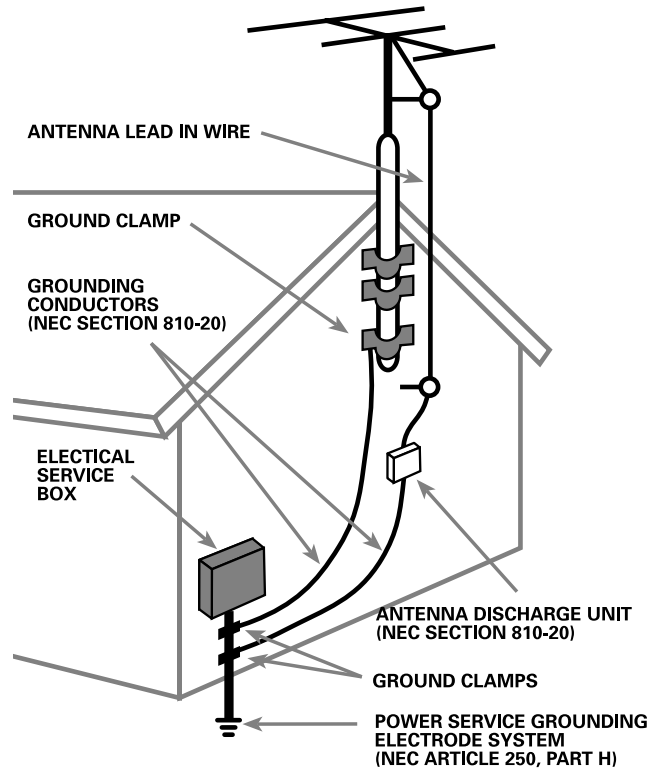 ANTENNA LEAD IN WIRE
GROUND CLAMP
GROUNDING
CONDUCTORS
(NEC SECTION 810-20)
ELECTICAL
SERVICE
BOX
ANTENNA DISCHARGE UNIT
(NEC SECTION 810-20)
GROUND CLAMPS
POWER SERVICE GROUNDING
ELECTRODE SYSTEM
(NEC ARTICLE 250, PART H)